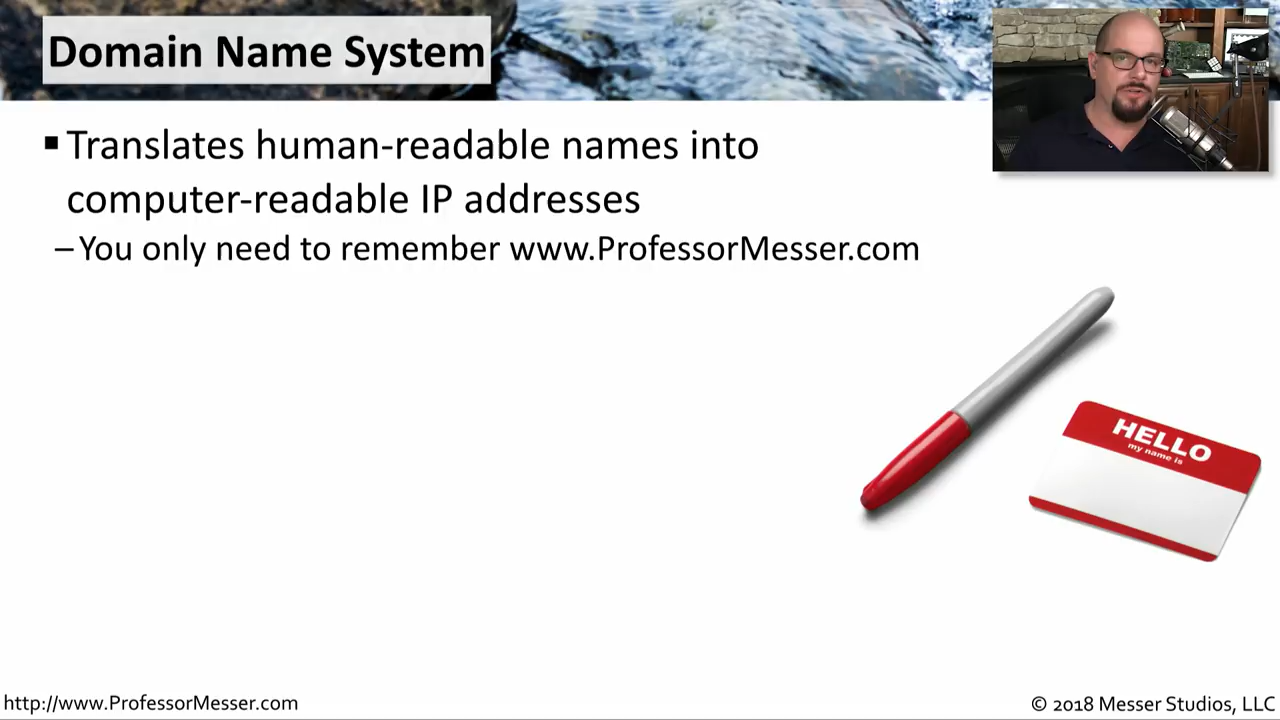 Domain Name System
▪ Translates human-readable names into
computer-readable IP addresses
– You only need to remember www.ProfessorMesser.com
HELLO
my name is
http://www.ProfessorMesser.com
© 2018 Messer Studios, LLC